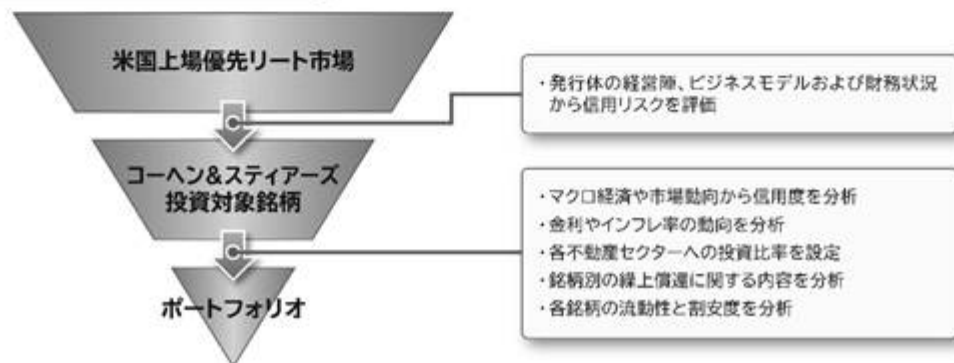 米国上場優先リート市場
・発行体の経営陣、ビジネスモデルおよび財務状況
から信用リスクを評価
コーヘン&スティアーズ
投資対象銘柄
・マクロ経済や市場動向から信用度を分析
・金利やインフレ率の動向を分析
・各不動産セクターへの投資比率を設定
・銘柄別の繰上償還に関する内容を分析
・各銘柄の流動性と割安度を分析
ポートフォリオ